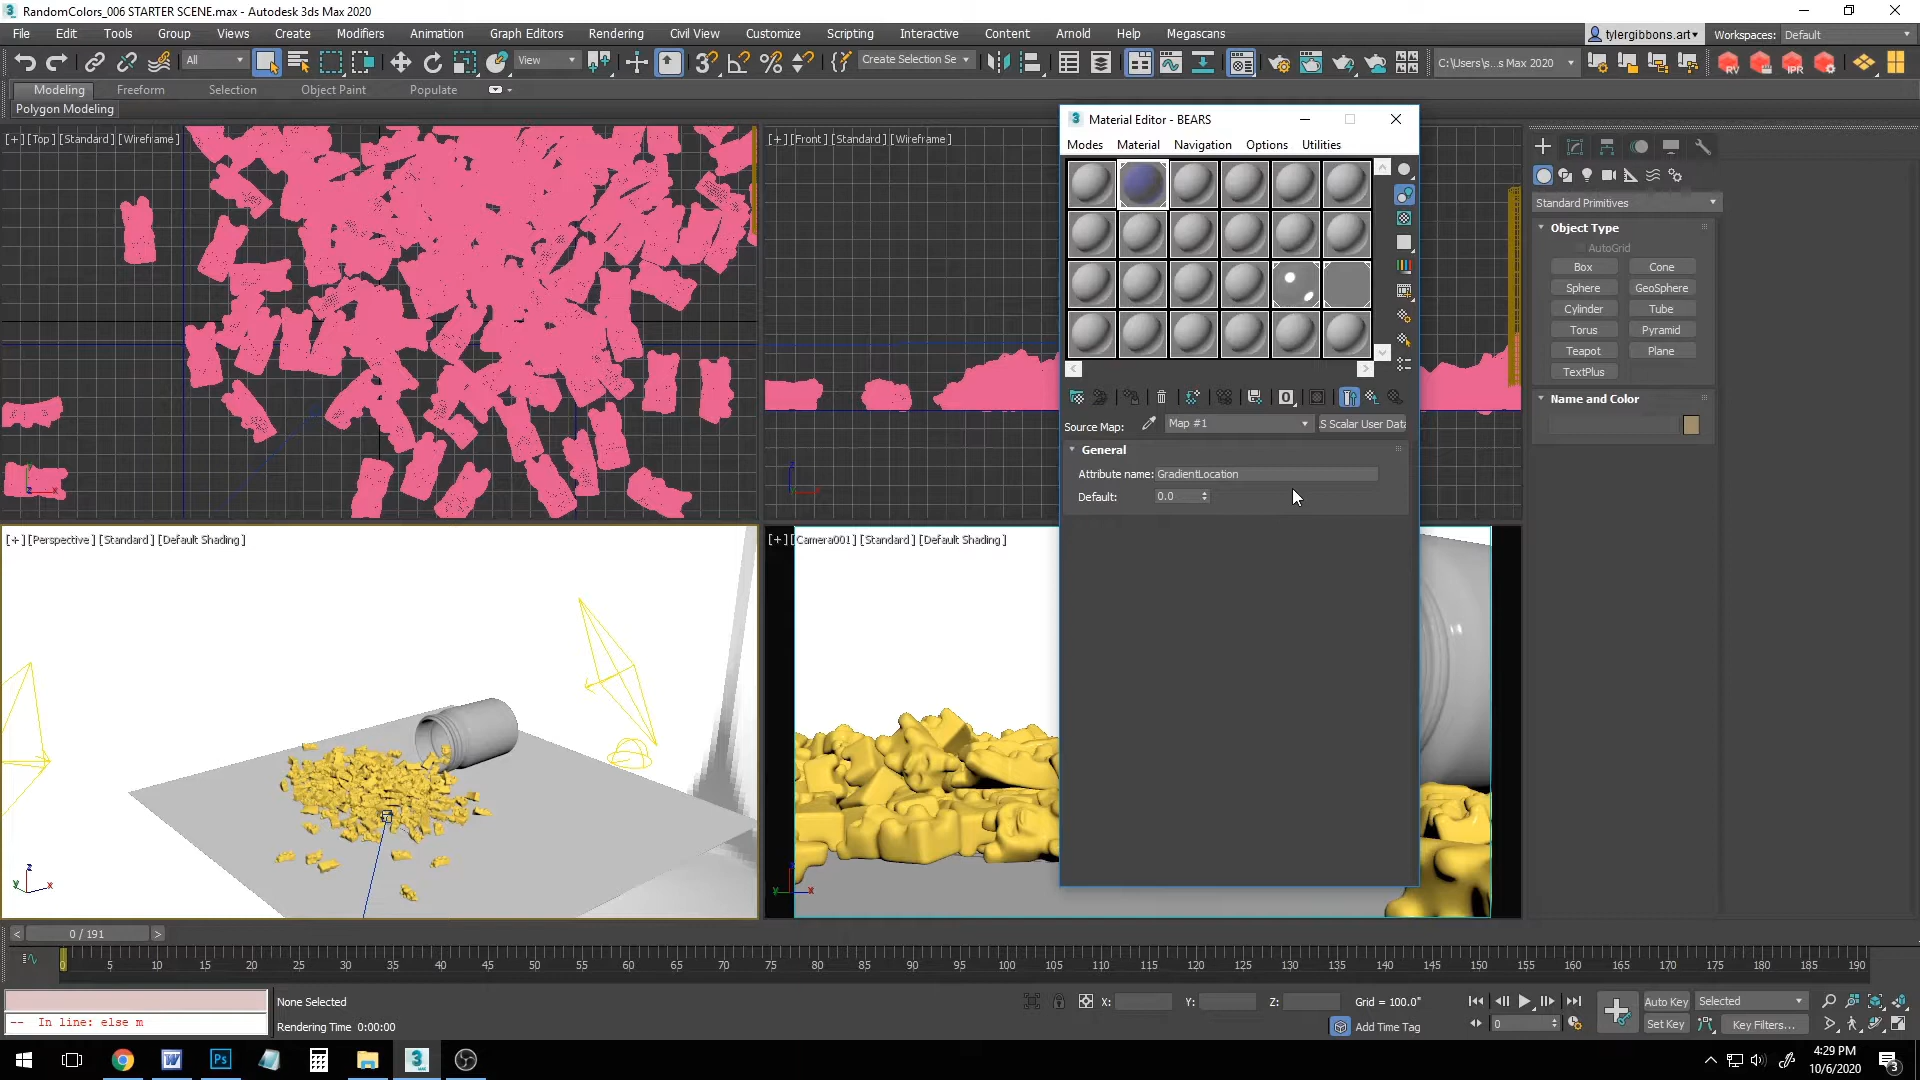 RandomColors_006 STARTER SCENE.max - Autodesk 3ds Max 2020
File Edit Tools Group Views Create Modifiers Animation Graph Editors Rendering Civil View Customize Scripting Interactive Content Arnold Help Megascans
tylergibbons.art Workspaces: Default
All View Create Selection Se C:\Users\s...s Max 2020
Modeling Freeform Selection Object Paint Populate
Polygon Modeling
[+] [Top] [Standard] [Wireframe]
[+] [Front] [Standard] [Wireframe]
Material Editor - BEARS
Modes Material Navigation Options Utilities
Source Map: Map #1 S Scalar User Data
General
Attribute name: GradientLocation
Default: 0.0
Standard Primitives
Object Type
AutoGrid
Box Cone
Sphere GeoSphere
Cylinder Tube
Torus Pyramid
Teapot Plane
TextPlus
Name and Color
[+] [Perspective] [Standard] [Default Shading]
[+] [Camera001] [Standard] [Default Shading]
z
y x
y x
0 / 191
0 5 10 15 20 25 30 35 40 45 50 55 60 65 70 75 80 85 90 95 100 105 110 115 120 125 130 135 140 145 150 155 160 165 170 175 180 185 190
None Selected X: Y: Z: Grid = 100.0" Auto Key Selected
-- In line: else m
Rendering Time 0:00:00 Add Time Tag 0 Set Key Key Filters...
4:29 PM
10/6/2020
3